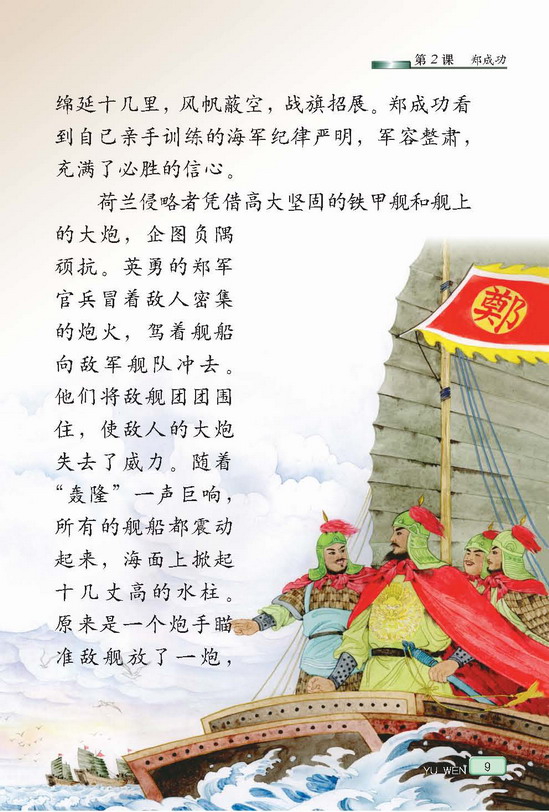 第2课 郑成功
绵延十几里，风帆蔽空，战旗招展。郑成功看
到自己亲手训练的海军纪律严明，军容整肃，
充满了必胜的信心。
荷兰侵略者凭借高大坚固的铁甲舰和舰上
的大炮，企图负隅
顽抗。英勇的郑军
官兵冒着敌人密集
的炮火，驾着舰船
向敌军舰队冲去。
他们将敌舰团团围
住，使敌人的大炮
失去了威力。随着
“轰隆”一声巨响，
所有的舰船都震动
起来，海面上掀起
十几丈高的水柱。
原来是一个炮手瞄
准敌舰放了一炮，
鄭
YU WEN 9